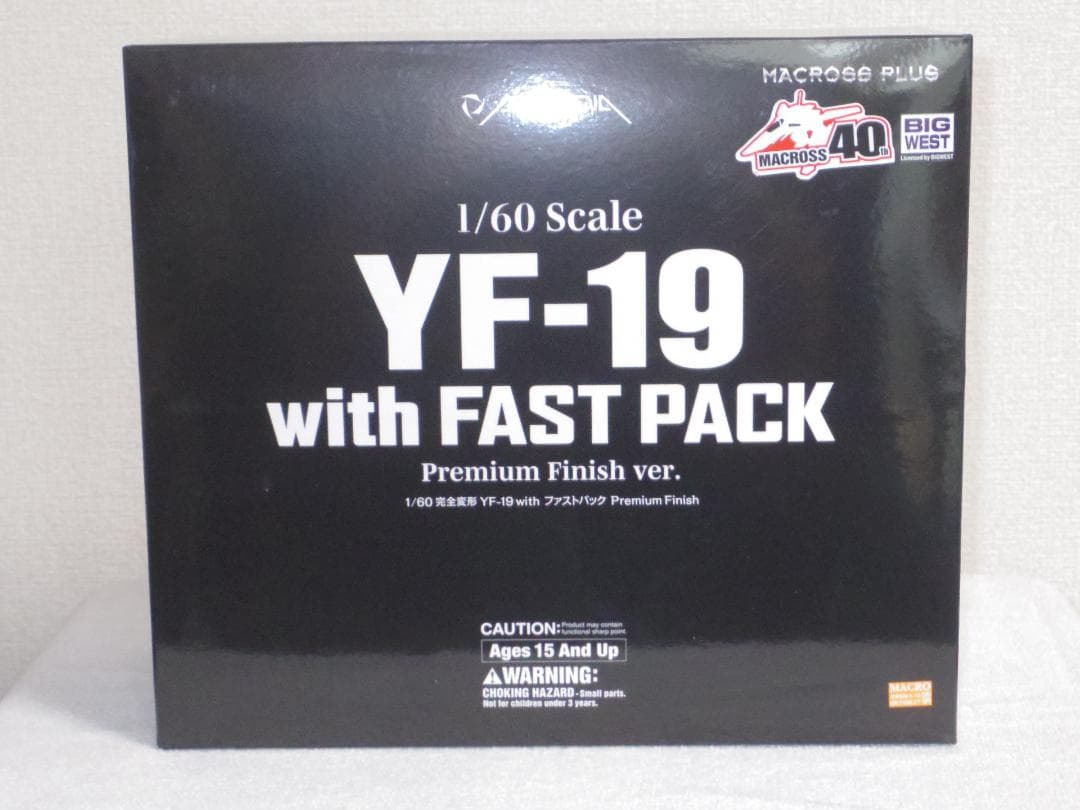 MACROSS PLUS
MACROSS 40th
BIG
WEST
Licensed by BIGWEST
1/60 Scale
YF-19
with FAST PACK
Premium Finish ver.
1/60 完全変形 YF-19 with ファストパック Premium Finish
CAUTION: Product may contain
functional sharp point.
Ages 15 And Up
WARNING:
CHOKING HAZARD - Small parts.
Not for children under 3 years.
MACRO